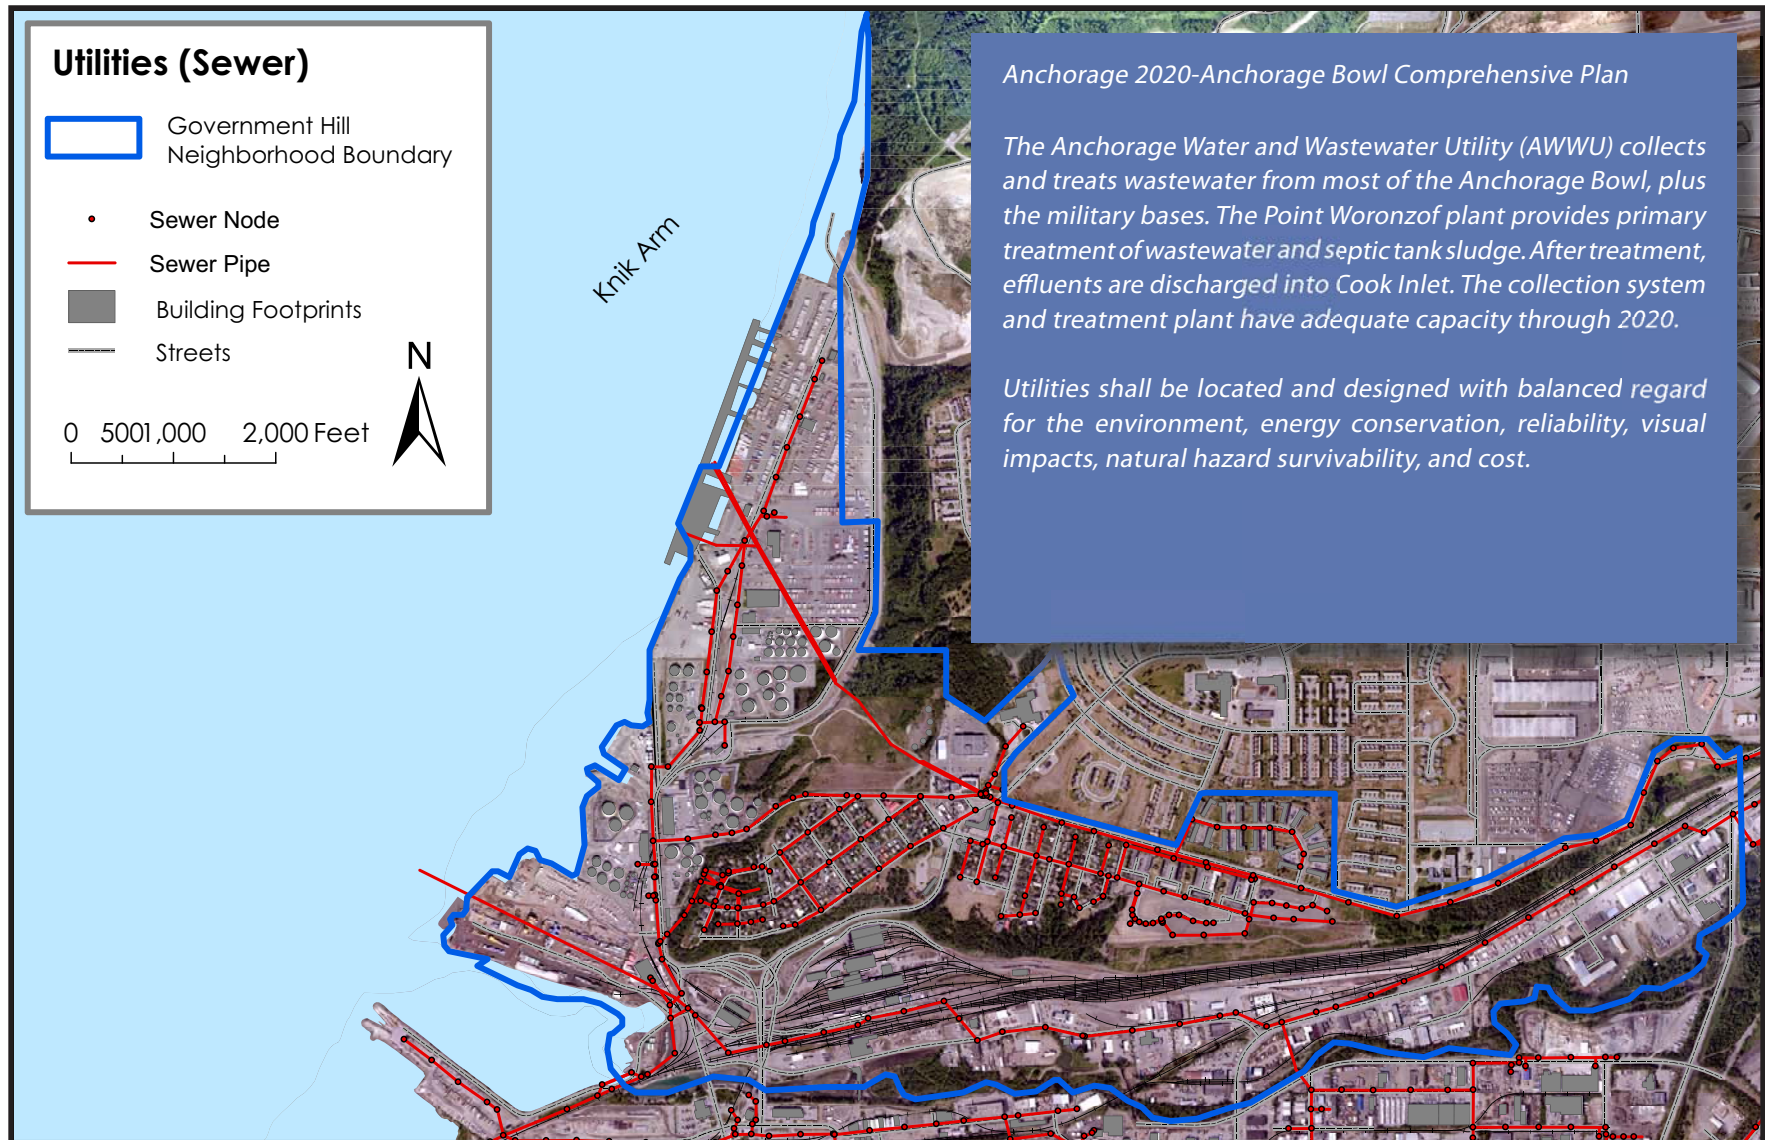 Utilities (Sewer)
Government Hill
Neighborhood Boundary
Sewer Node
Sewer Pipe
Building Footprints
Streets
N
0 5001,000 2,000 Feet
Knik Arm
Anchorage 2020-Anchorage Bowl Comprehensive Plan
The Anchorage Water and Wastewater Utility (AWWU) collects
and treats wastewater from most of the Anchorage Bowl, plus
the military bases. The Point Woronzof plant provides primary
treatment of wastewater and septic tank sludge. After treatment,
effluents are discharged into Cook Inlet. The collection system
and treatment plant have adequate capacity through 2020.
Utilities shall be located and designed with balanced regard
for the environment, energy conservation, reliability, visual
impacts, natural hazard survivability, and cost.